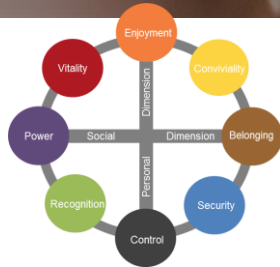 Enjoyment
Vitality
Conviviality
Dimension
Power
Social
Dimension
Belonging
Personal
Recognition
Security
Control